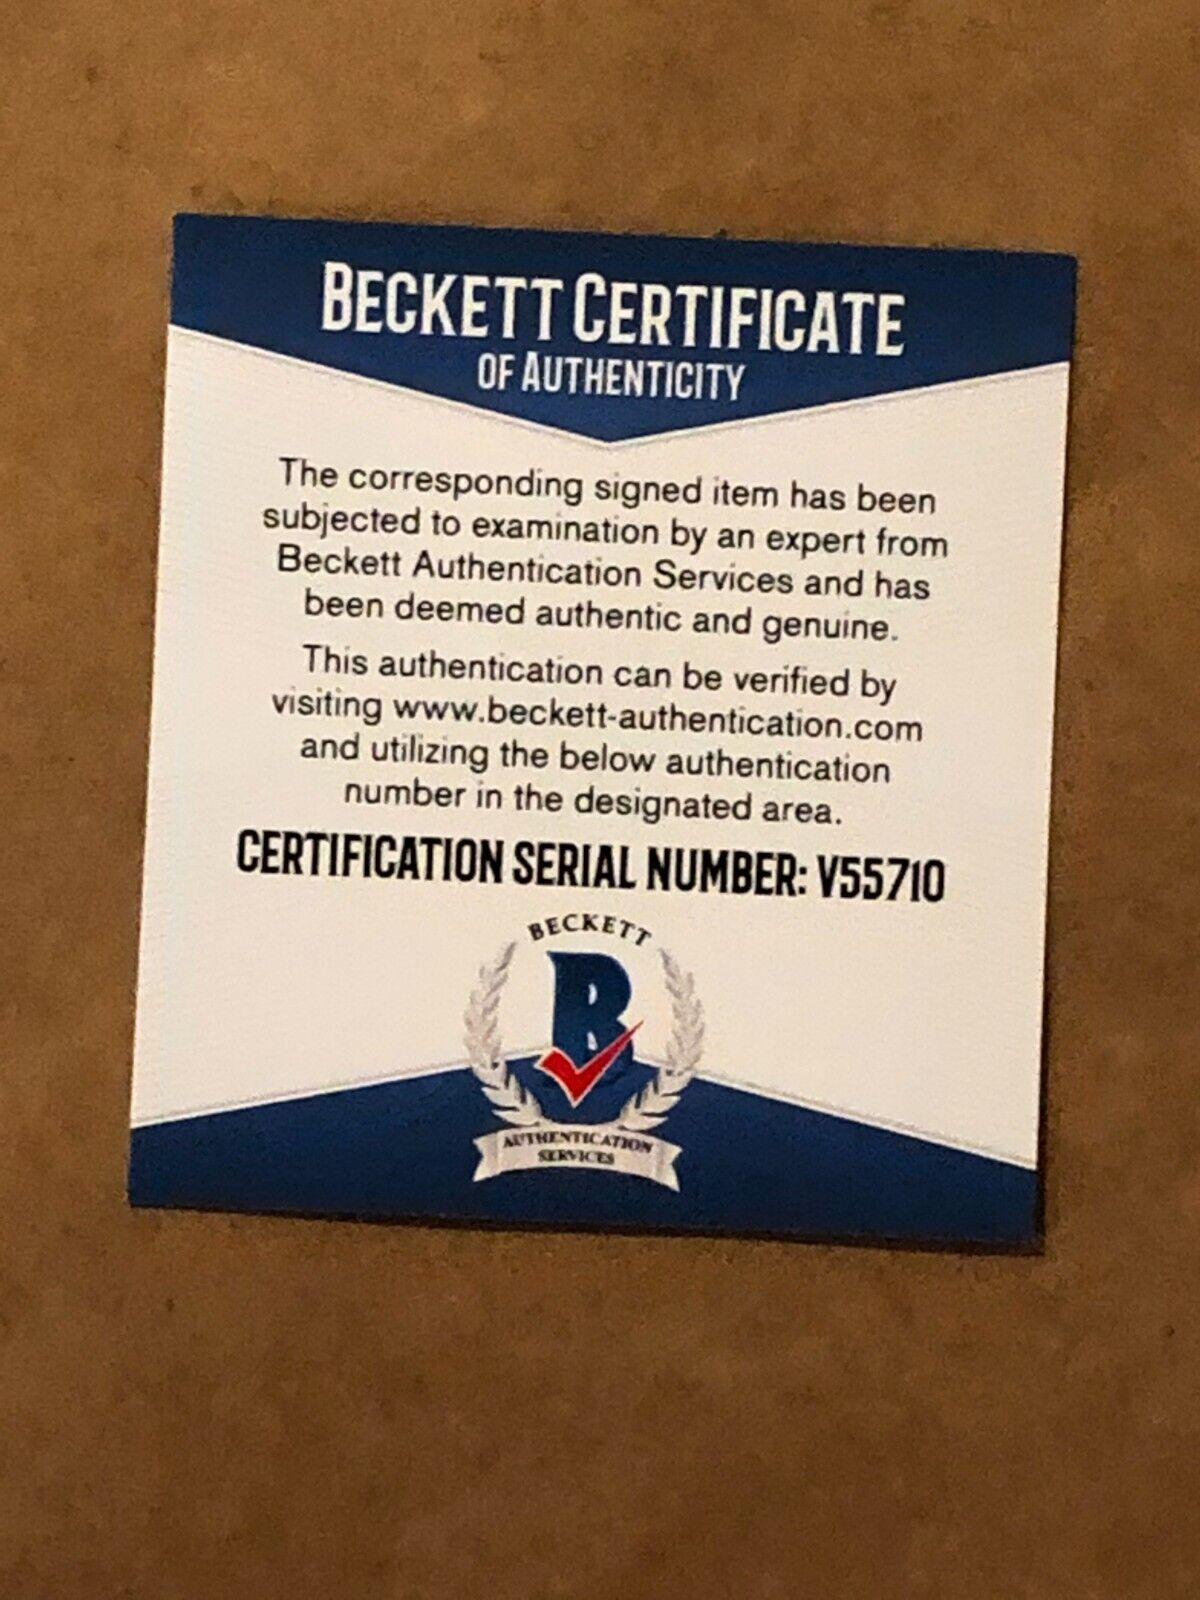 BECKETT CERTIFICATE
OF AUTHENTICITY
The corresponding signed item has been
subjected to examination by an expert from
Beckett Authentication Services and has
been deemed authentic and genuine.
This authentication can be verified by
visiting www.beckett-authentication.com
and utilizing the below authentication
number in the designated area.
CERTIFICATION SERIAL NUMBER: V55710
BECKETT
B
AUTHENTICATION
SERVICES